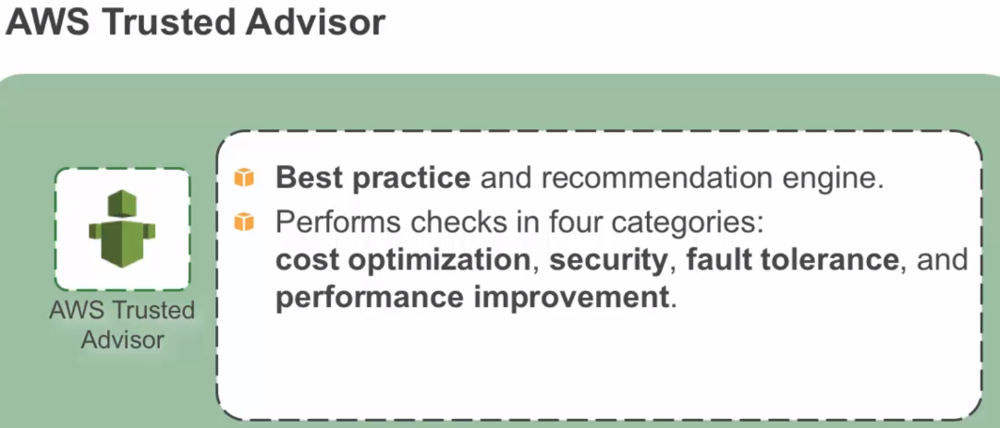 AWS Trusted Advisor
Best practice and recommendation engine.
Performs checks in four categories:
cost optimization, security, fault tolerance, and
performance improvement.
AWS Trusted
Advisor